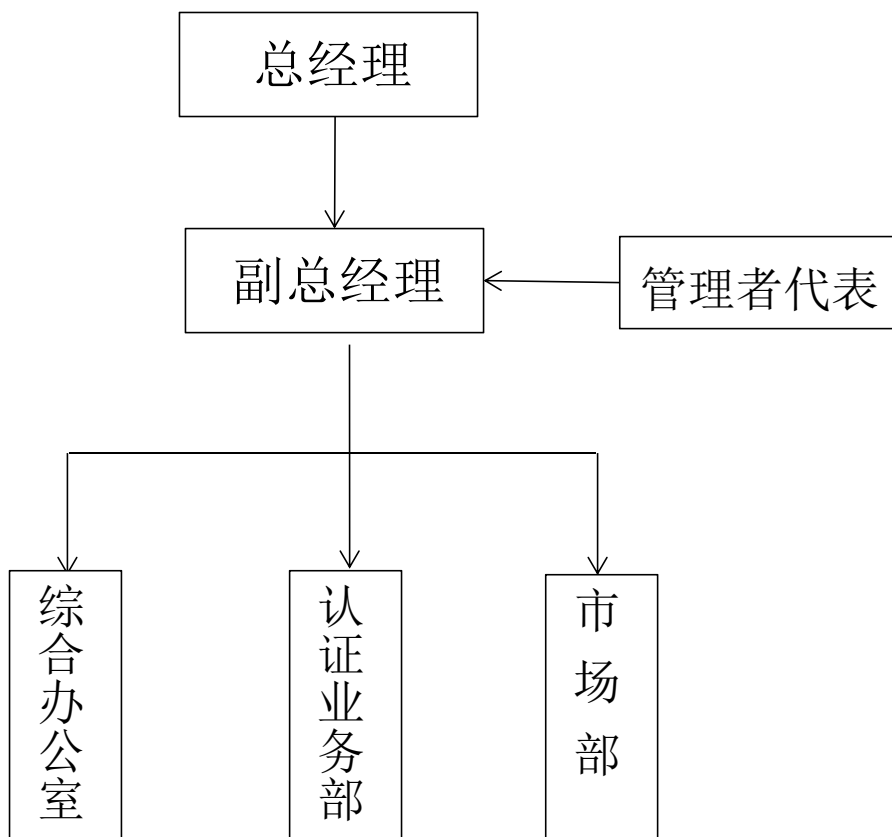 总经理
副总经理
管理者代表
综合办公室
认证业务部
市场部